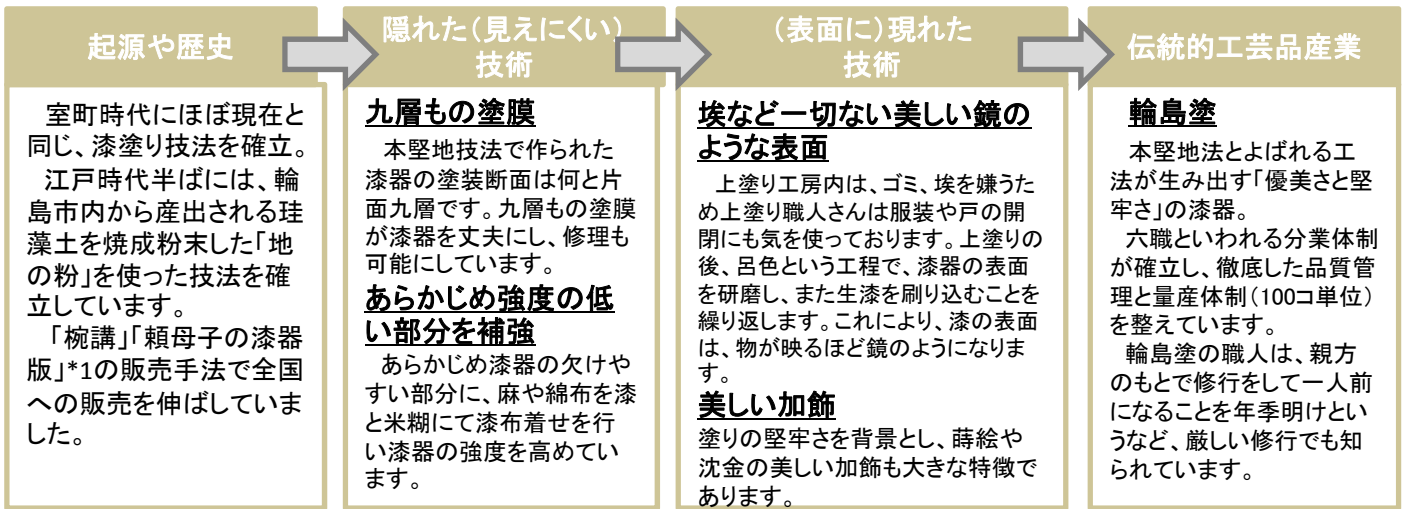 起源や歴史
室町時代にほぼ現在と
同じ、漆塗り技法を確立。
江戸時代半ばには、輪
島市内から産出される珪
藻土を焼成粉末した「地
の粉」を使った技法を確
立しています。
「椀講」「頼母子の漆器
版」*1の販売手法で全国
への販売を伸ばしていま
した。
隠れた(見えにくい)
技術
九層もの塗膜
本堅地技法で作られた
漆器の塗装断面は何と片
面九層です。九層もの塗膜
が漆器を丈夫にし、修理も
可能にしています。
あらかじめ強度の低
い部分を補強
あらかじめ漆器の欠けや
すい部分に、麻や綿布を漆
と米糊にて漆布着せを行
い漆器の強度を高めてい
ます。
(表面に)現れた
技術
埃など一切ない美しい鏡の
ような表面
上塗り工房内は、ゴミ、埃を嫌うた
め上塗り職人さんは服装や戸の開
閉にも気を使っております。上塗りの
後、呂色という工程で、漆器の表面
を研磨し、また生漆を刷り込むことを
繰り返します。これにより、漆の表面
は、物が映るほど鏡のようになりま
す。
美しい加飾
塗りの堅牢さを背景とし、蒔絵や
沈金の美しい加飾も大きな特徴で
あります。
伝統的工芸品産業
輪島塗
本堅地法とよばれる工
法が生み出す「優美さと堅
牢さ」の漆器。
六職といわれる分業体制
が確立し、徹底した品質管
理と量産体制(100コ単位)
を整えています。
輪島塗の職人は、親方
のもとで修行をして一人前
になることを年季明けとい
うなど、厳しい修行でも知
られています。